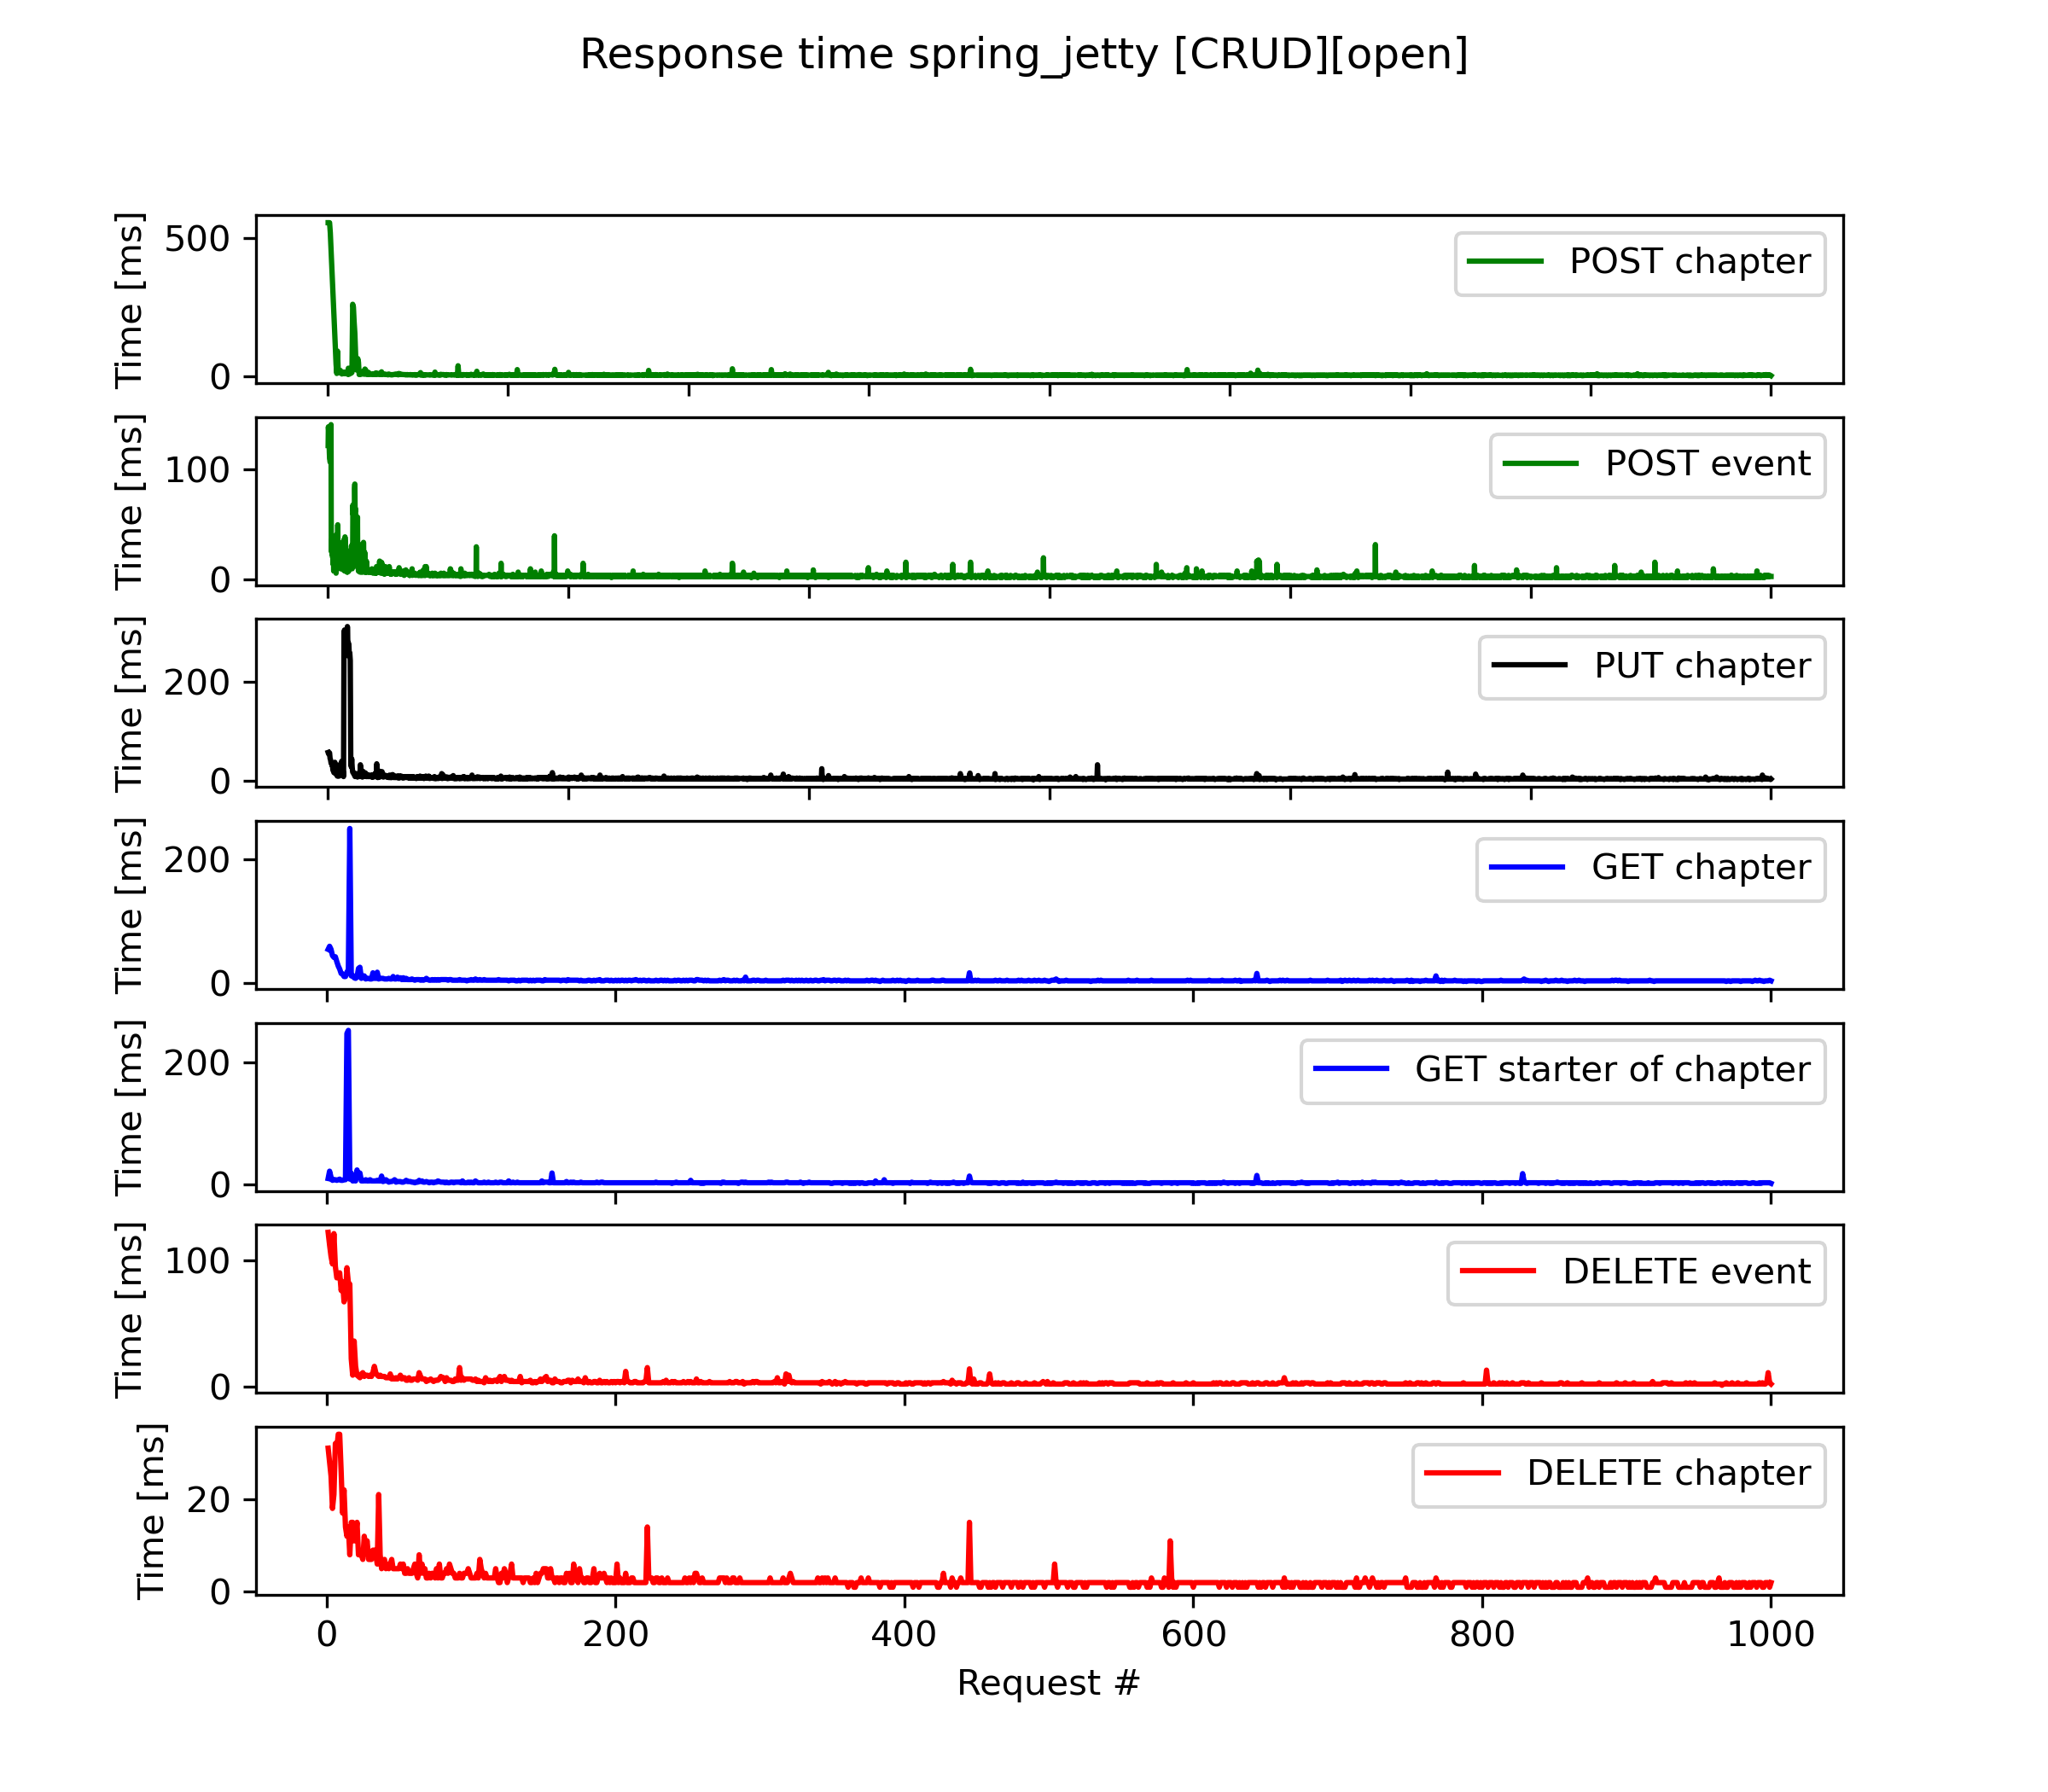 Response time spring_jetty [CRUD][open]
Time [ms]
500
0
POST chapter
Time [ms]
100
0
POST event
Time [ms]
200
0
PUT chapter
Time [ms]
200
0
GET chapter
Time [ms]
200
0
GET starter of chapter
Time [ms]
100
0
DELETE event
Time [ms]
20
0
DELETE chapter
0 200 400 600 800 1000
Request #